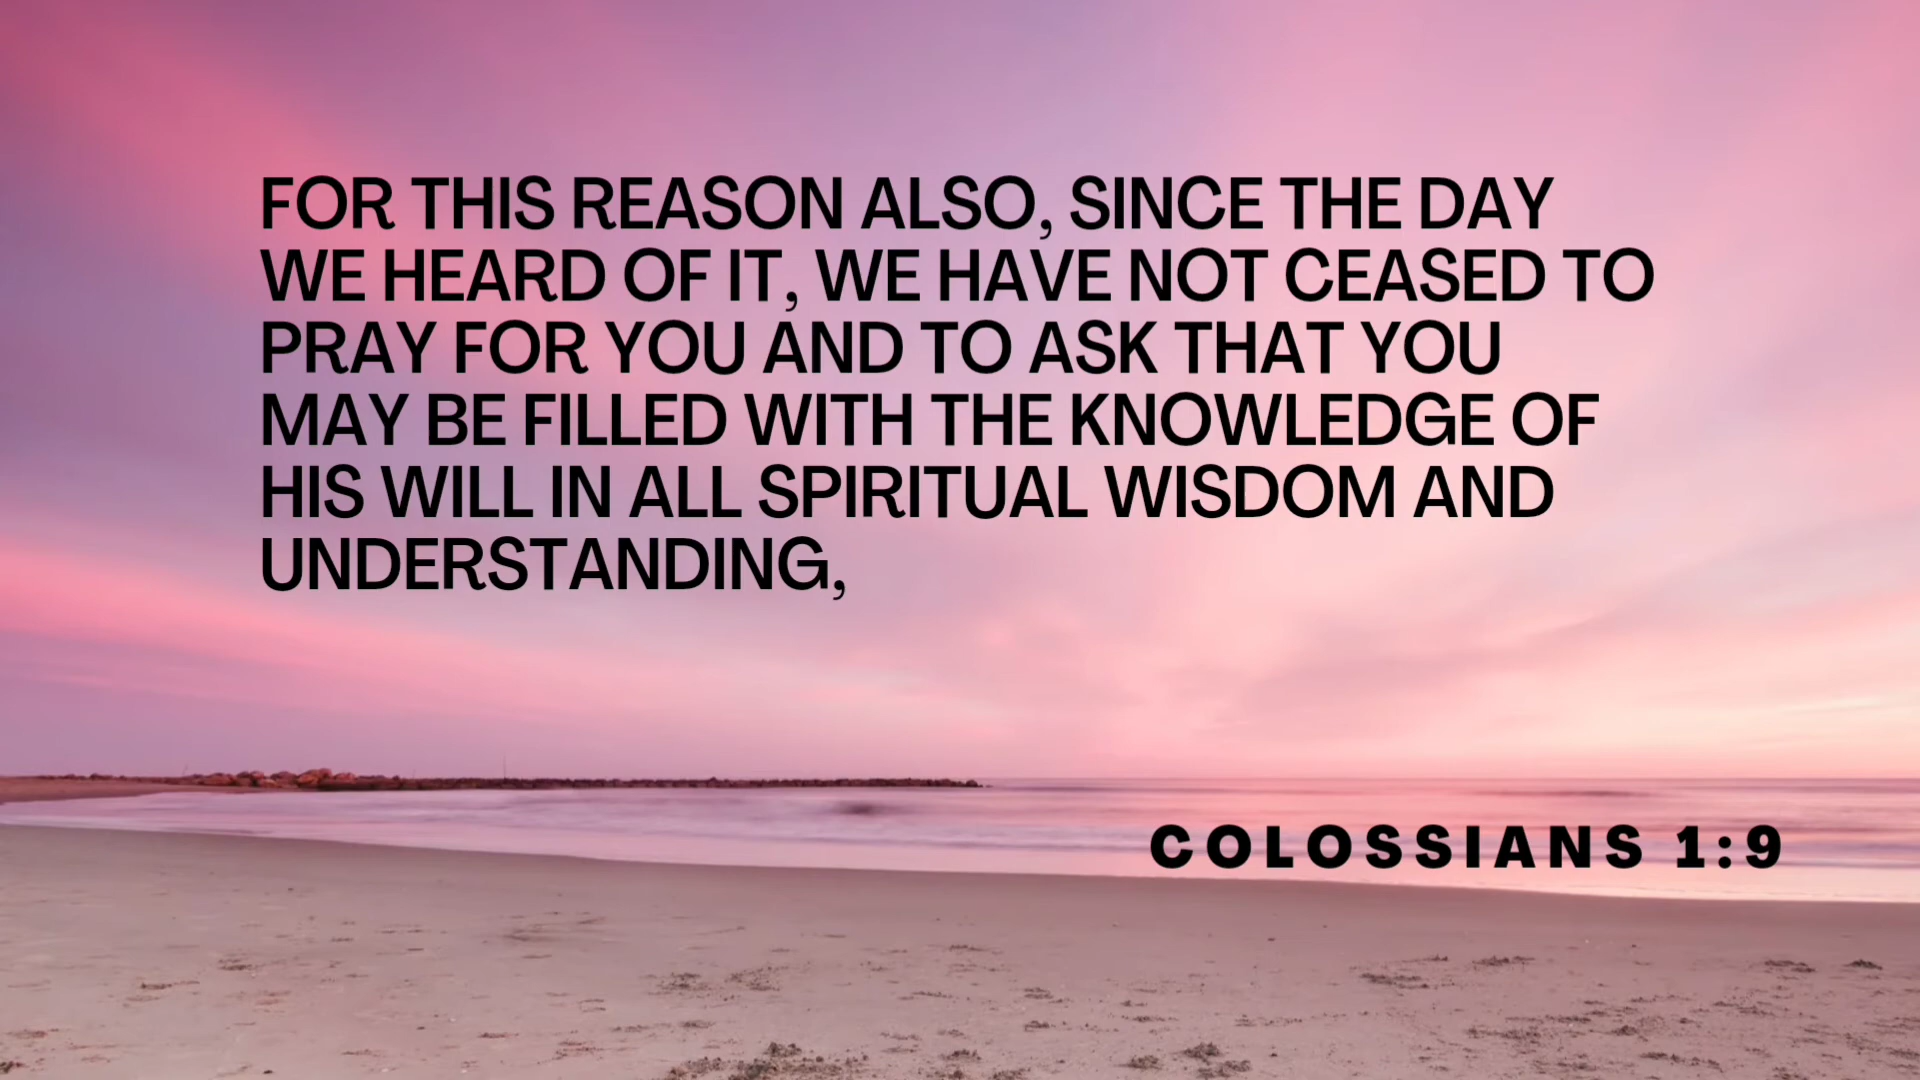 FOR THIS REASON ALSO, SINCE THE DAY
WE HEARD OF IT, WE HAVE NOT CEASED TO
PRAY FOR YOU AND TO ASK THAT YOU
MAY BE FILLED WITH THE KNOWLEDGE OF
HIS WILL IN ALL SPIRITUAL WISDOM AND
UNDERSTANDING,
COLOSSIANS 1:9